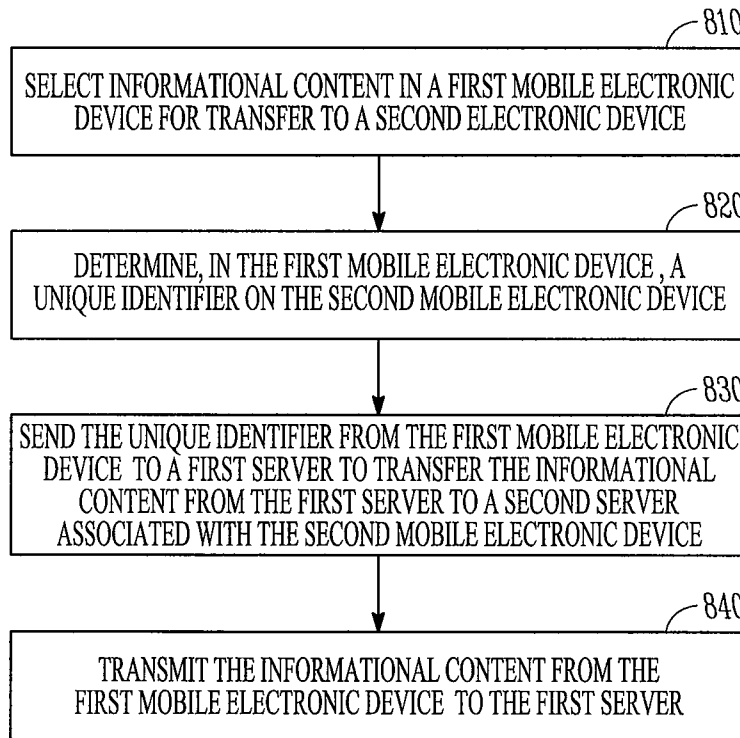 810
SELECT INFORMATIONAL CONTENT IN A FIRST MOBILE ELECTRONIC
DEVICE FOR TRANSFER TO A SECOND ELECTRONIC DEVICE
820
DETERMINE, IN THE FIRST MOBILE ELECTRONIC DEVICE , A
UNIQUE IDENTIFIER ON THE SECOND MOBILE ELECTRONIC DEVICE
830
SEND THE UNIQUE IDENTIFIER FROM THE FIRST MOBILE ELECTRONIC
DEVICE TO A FIRST SERVER TO TRANSFER THE INFORMATIONAL
CONTENT FROM THE FIRST SERVER TO A SECOND SERVER
ASSOCIATED WITH THE SECOND MOBILE ELECTRONIC DEVICE
840
TRANSMIT THE INFORMATIONAL CONTENT FROM THE
FIRST MOBILE ELECTRONIC DEVICE TO THE FIRST SERVER